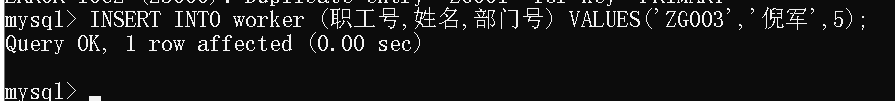 mysql> INSERT INTO worker (职工号,姓名,部门号) VALUES('ZG003','倪军',5);
Query OK, 1 row affected (0.00 sec)
mysql>